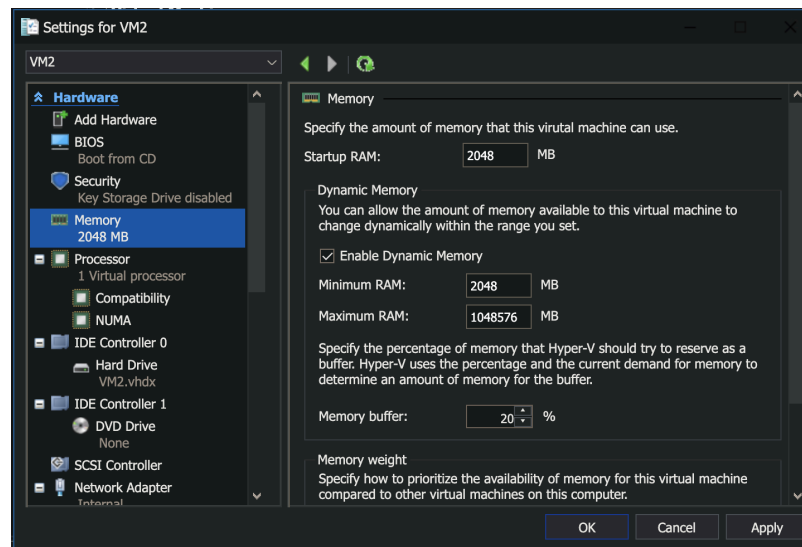 Settings for VM2
VM2
Hardware
Add Hardware
BIOS
Boot from CD
Security
Key Storage Drive disabled
Memory
2048 MB
Processor
1 Virtual processor
Compatibility
NUMA
IDE Controller 0
Hard Drive
VM2.vhdx
IDE Controller 1
DVD Drive
None
SCSI Controller
Network Adapter
Internal
Memory
Specify the amount of memory that this virutal machine can use.
Startup RAM: 2048 MB
Dynamic Memory
You can allow the amount of memory available to this virtual machine to
change dynamically within the range you set.
Enable Dynamic Memory
Minimum RAM: 2048 MB
Maximum RAM: 1048576 MB
Specify the percentage of memory that Hyper-V should try to reserve as a
buffer. Hyper-V uses the percentage and the current demand for memory to
determine an amount of memory for the buffer.
Memory buffer: 20 %
Memory weight
Specify how to prioritize the availability of memory for this virtual machine
compared to other virtual machines on this computer.
OK Cancel Apply